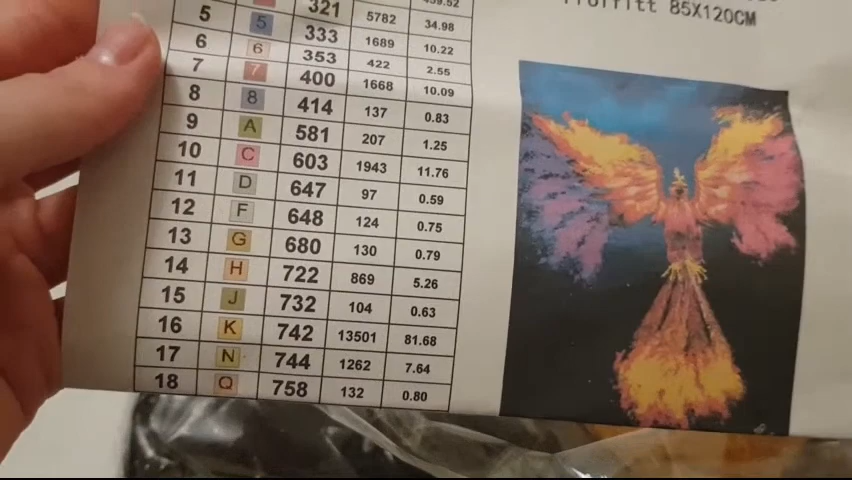 321 5782 34.98
5 5 333 1689 10.22
6 6 353 422 2.55
7 7 400 1668 10.09
8 8 414 137 0.83
9 A 581 207 1.25
10 C 603 1943 11.76
11 D 647 97 0.59
12 F 648 124 0.75
13 G 680 130 0.79
14 H 722 869 5.26
15 J 732 104 0.63
16 K 742 13501 81.68
17 N 744 1262 7.64
18 Q 758 132 0.80
85X120CM